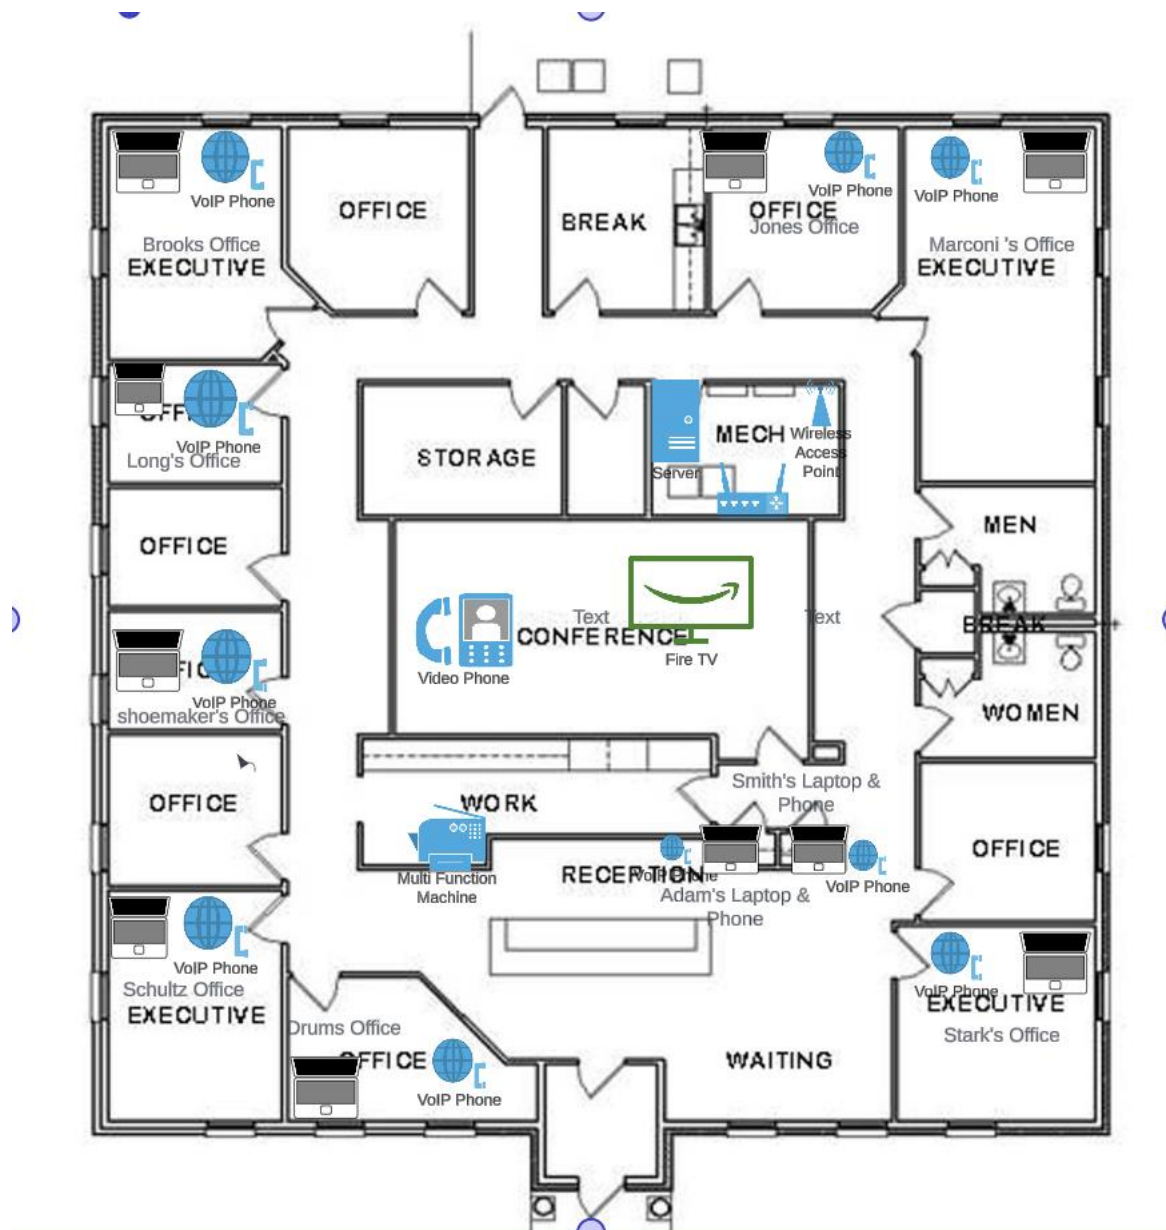 VoIP Phone
OFFICE
BREAK
VoIP Phone
OFFICE
Jones Office
VoIP Phone
Brooks Office
EXECUTIVE
Marconi 's Office
EXECUTIVE
VoIP Phone
Long's Office
STORAGE
MECH
Server
Wireless
Access
Point
OFFICE
MEN
BREAK
WOMEN
Text
Text
CONFERENCE
Video Phone
Fire TV
VoIP Phone
shoemaker's Office
OFFICE
WORK
Smith's Laptop &
Phone
Multi Function
Machine
RECEPTION
VoIP Phone
VoIP Phone
Adam's Laptop &
Phone
OFFICE
VoIP Phone
Schultz Office
EXECUTIVE
Drums Office
OFFICE
VoIP Phone
WAITING
VoIP Phone
EXECUTIVE
Stark's Office